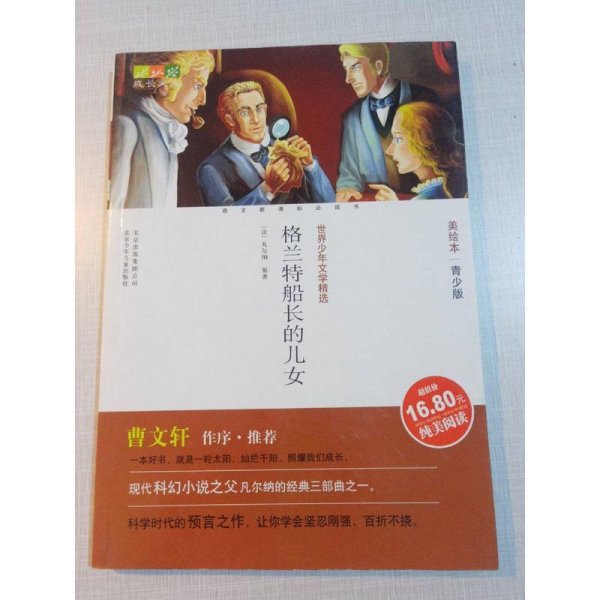 成长
语文新课标必读书
美绘本 青少版
世界少年文学精选
格兰特船长的儿女
〔法〕凡尔纳 原著
北京出版集团公司
北京少年儿童出版社
超值价
16.80元
纯美阅读
曹文轩 作序·推荐
一本好书，就是一轮太阳，灿烂千阳，照耀我们成长。
现代科幻小说之父凡尔纳的经典三部曲之一。
科学时代的预言之作，让你学会坚忍刚强，百折不挠。